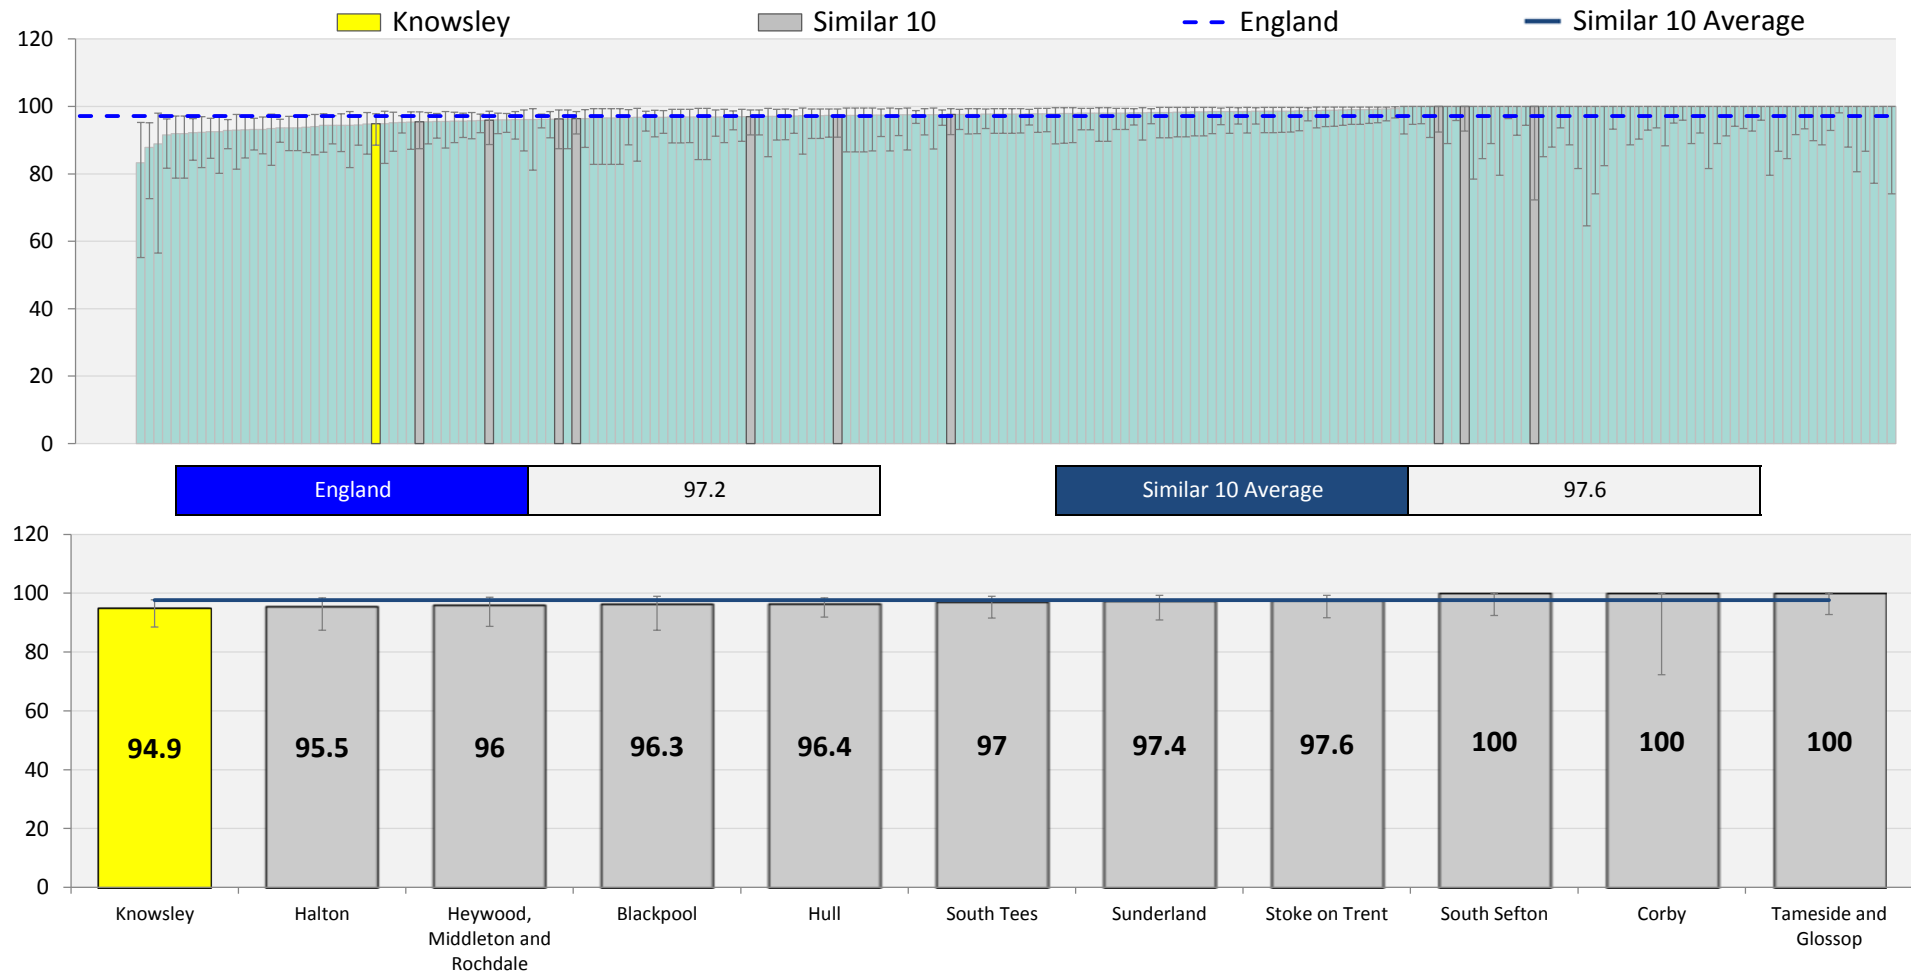 Knowsley Similar 10 England Similar 10 Average
120
100
80
60
40
20
0
England 97.2 Similar 10 Average 97.6
120
100
80
60
40
20
0
94.9 95.5 96 96.3 96.4 97 97.4 97.6 100 100 100
Knowsley Halton Heywood, Blackpool Hull South Tees Sunderland Stoke on Trent South Sefton Corby Tameside and
Middleton and Glossop
Rochdale